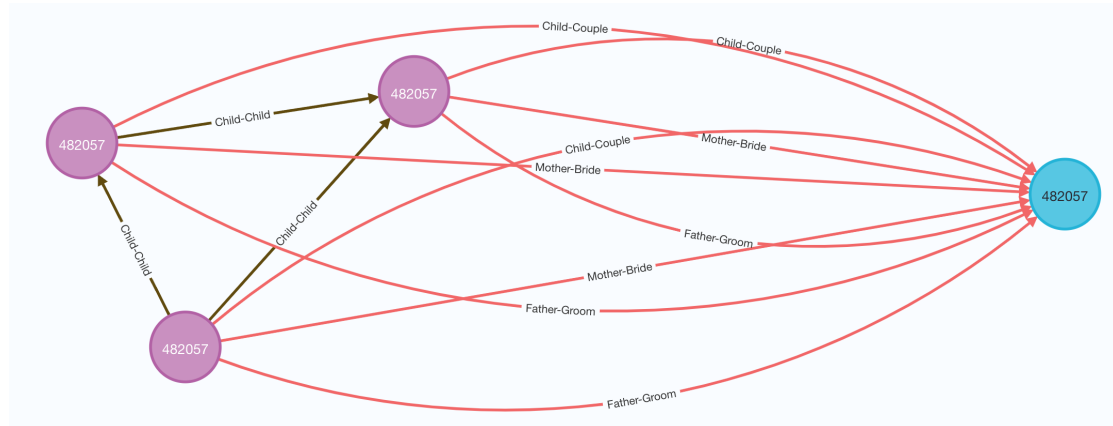 Child-Couple
Child-Couple
482057
Child-Child
482057
Child-Couple
Mother-Bride
Mother-Bride
482057
Child-Child
Father-Groom
Child-Child
Mother-Bride
Father-Groom
482057
Father-Groom